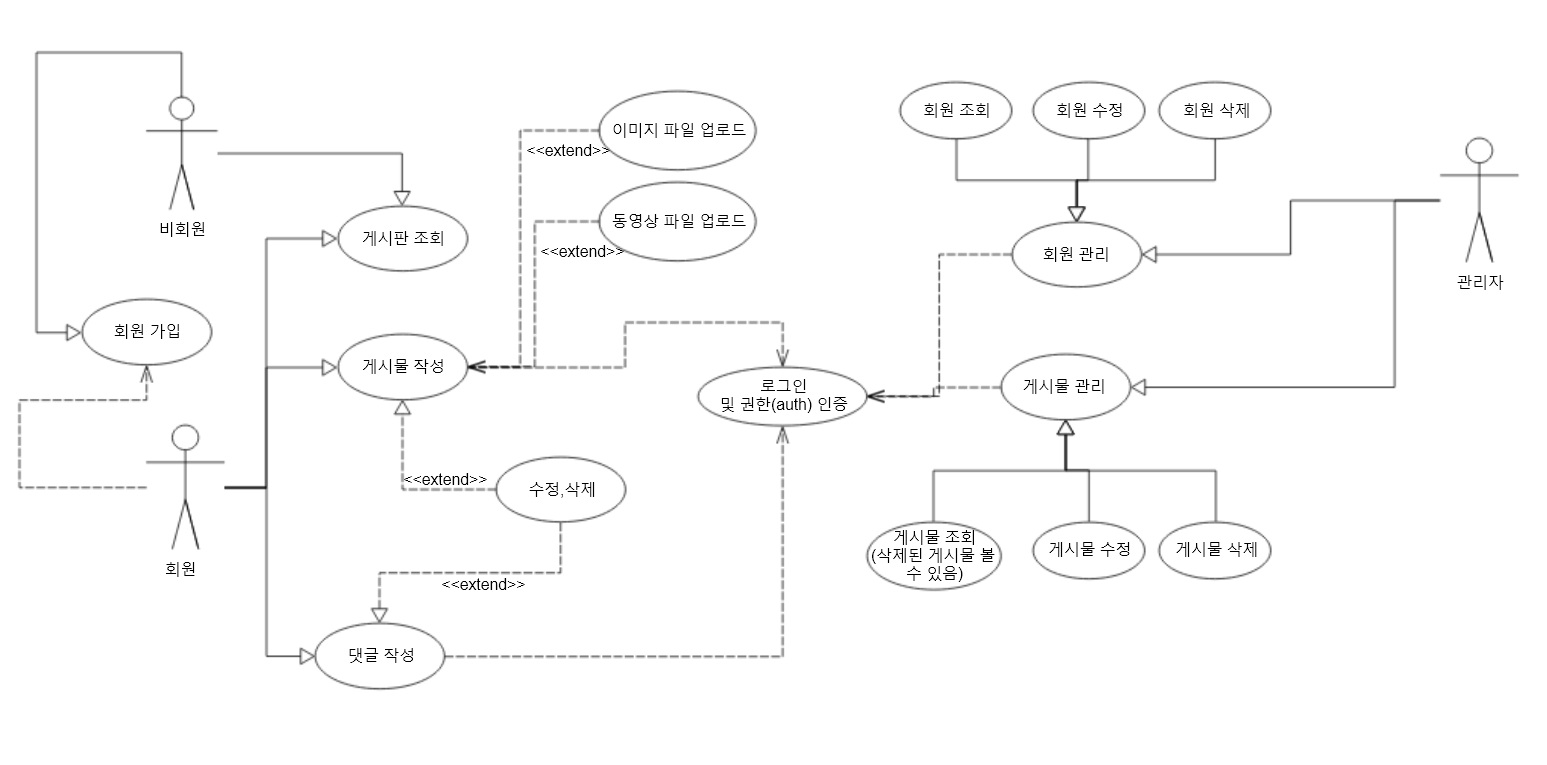 비회원
게시판 조회
회원 가입
이미지 파일 업로드
<<extend>>
동영상 파일 업로드
<<extend>>
게시물 작성
<<extend>>
수정,삭제
회원
<<extend>>
댓글 작성
로그인
및 권한(auth) 인증
회원 조회
회원 수정
회원 삭제
회원 관리
관리자
게시물 관리
게시물 조회
(삭제된 게시물 볼
수 있음)
게시물 수정
게시물 삭제